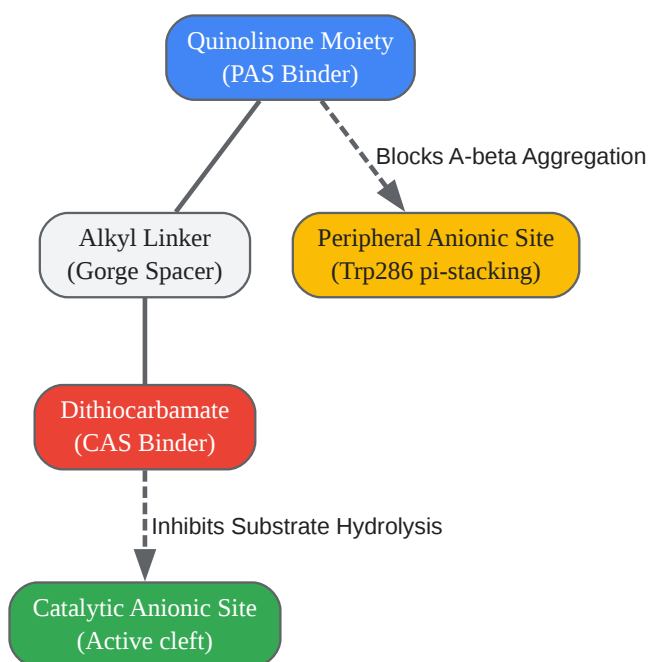 Quinolinone Moiety
(PAS Binder)
Blocks A-beta Aggregation
Alkyl Linker
(Gorge Spacer)
Peripheral Anionic Site
(Trp286 pi-stacking)
Dithiocarbamate
(CAS Binder)
Inhibits Substrate Hydrolysis
Catalytic Anionic Site
(Active cleft)